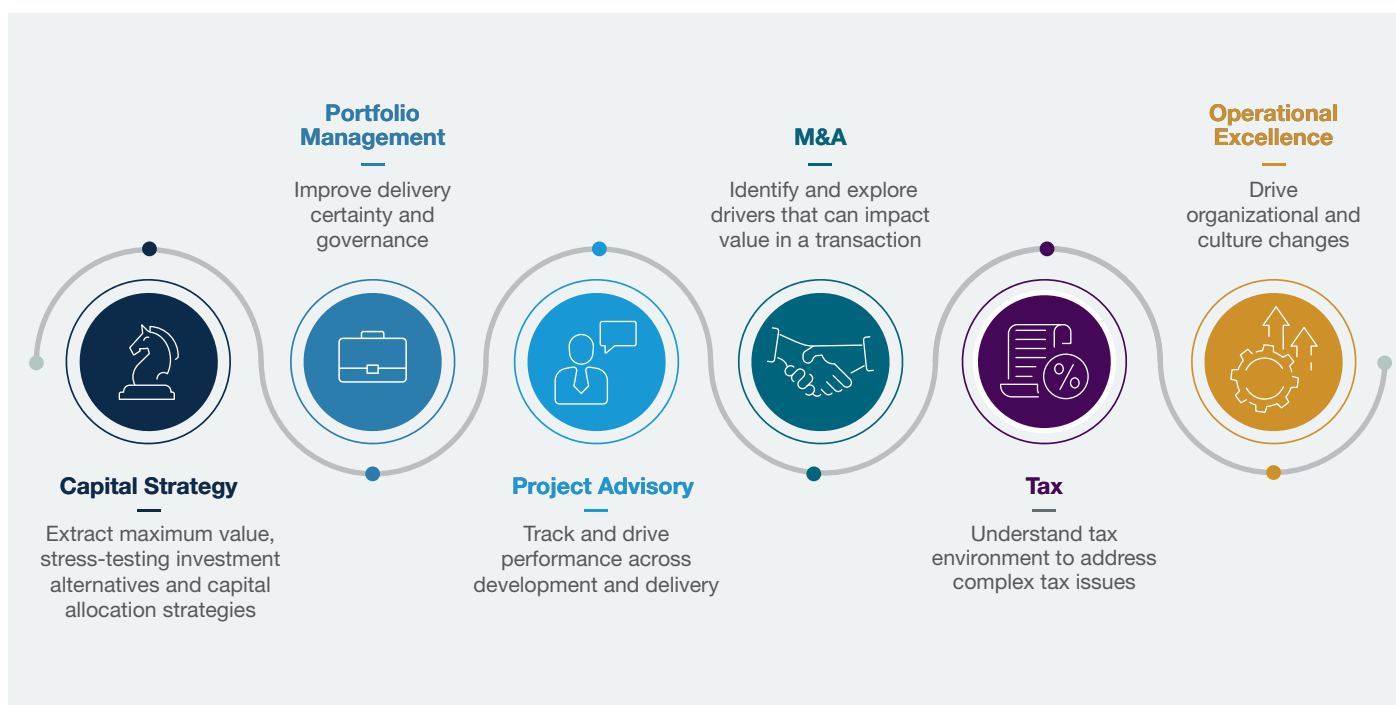 Capital Strategy
Extract maximum value,
stress-testing investment
alternatives and capital
allocation strategies
Portfolio
Management
Improve delivery
certainty and
governance
Project Advisory
Track and drive
performance across
development and delivery
M&A
Identify and explore
drivers that can impact
value in a transaction
Tax
Understand tax
environment to address
complex tax issues
%
Operational
Excellence
Drive
organizational and
culture changes